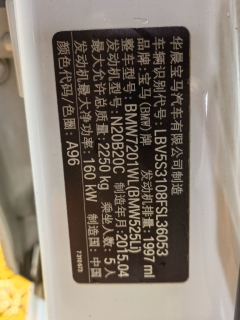 华晨宝马汽车有限公司制造
车辆识别代号: LBV5S3108FSL36053
品牌: 宝马 (BMW) 牌 发动机排量: 1997 ml
整车型号: BMW7201WL(BMW525Li)
发动机型号: N20B20C 制造年月: 2015.04
最大允许总质量: 2250 kg 乘坐人数: 5 人
发动机最大净功率: 160 kW 制造国: 中国
颜色代码/色圈: A96